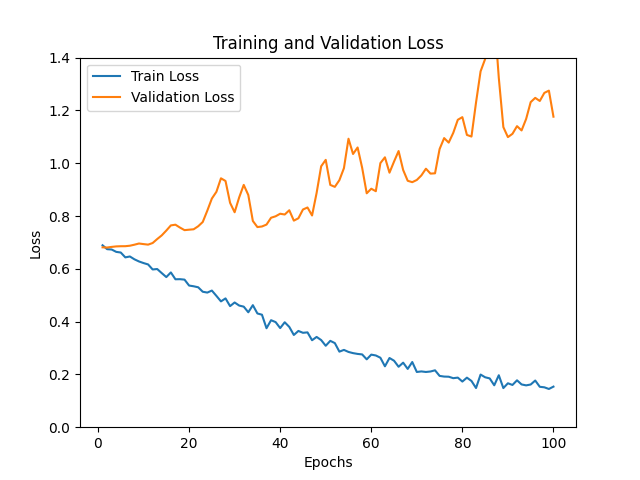 Training and Validation Loss
Train Loss
Validation Loss
1.4
1.2
1.0
0.8
0.6
0.4
0.2
0.0
Loss
0 20 40 60 80 100
Epochs